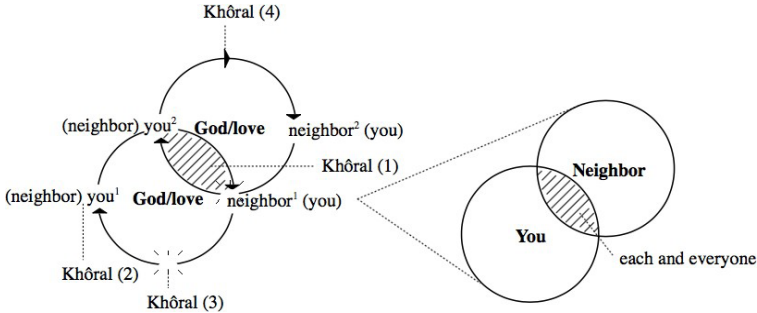 Khôral (4)
(neighbor) you²
God/love
neighbor² (you)
Khôral (1)
Neighbor
(neighbor) you¹
God/love
neighbor¹ (you)
You
each and everyone
Khôral (2)
Khôral (3)